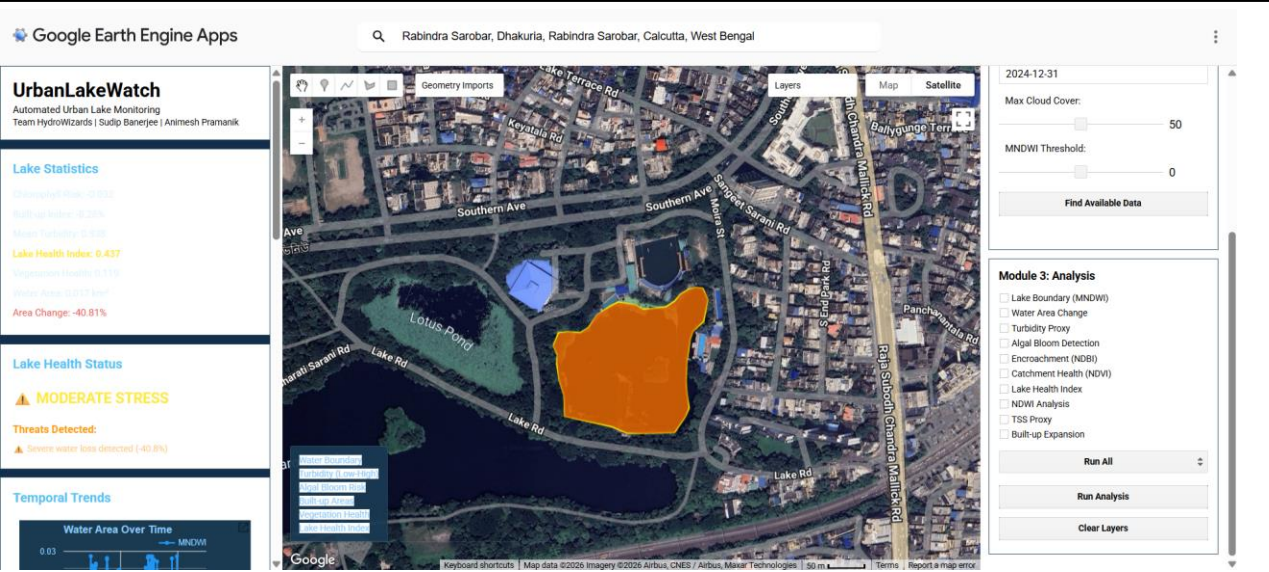 Google Earth Engine Apps
Rabindra Sarobar, Dhakuria, Rabindra Sarobar, Calcutta, West Bengal
UrbanLakeWatch
Automated Urban Lake Monitoring
Team HydroWizards | Sudip Banerjee | Animesh Pramanik
Lake Statistics
Lake Health Index: 0.437
Area Change: -40.81%
Lake Health Status
MODERATE STRESS
Threats Detected:
Severe water loss detected (-40.8%)
Temporal Trends
Water Area Over Time
MNDWI
0.03
Geometry Imports
Layers
Map
Satellite
Lake Terrace Rd
Keyatala Rd
Ballygunge Terr
Southern Ave
Southern Ave
Ave
Sangeet Sarani Rd
Moira St
Chandra Mallick Rd
S End Park Rd
Panchanantala Rd
Raja Subodh Chandra Mallick Rd
Lotus Pond
Lake Rd
Lake Rd
Lake Rd
Water Boundary
Turbidity (Low-High)
Algal Bloom Risk
Built-up Areas
Vegetation Health
Lake Health Index
Google
Keyboard shortcuts
Map data ©2026 Imagery ©2026 Airbus, CNES / Airbus, Maxar Technologies
50 m
Terms
Report a map error
2024-12-31
Max Cloud Cover:
50
MNDWI Threshold:
0
Find Available Data
Module 3: Analysis
Lake Boundary (MNDWI)
Water Area Change
Turbidity Proxy
Algal Bloom Detection
Encroachment (NDBI)
Catchment Health (NDVI)
Lake Health Index
NDWI Analysis
TSS Proxy
Built-up Expansion
Run All
Run Analysis
Clear Layers